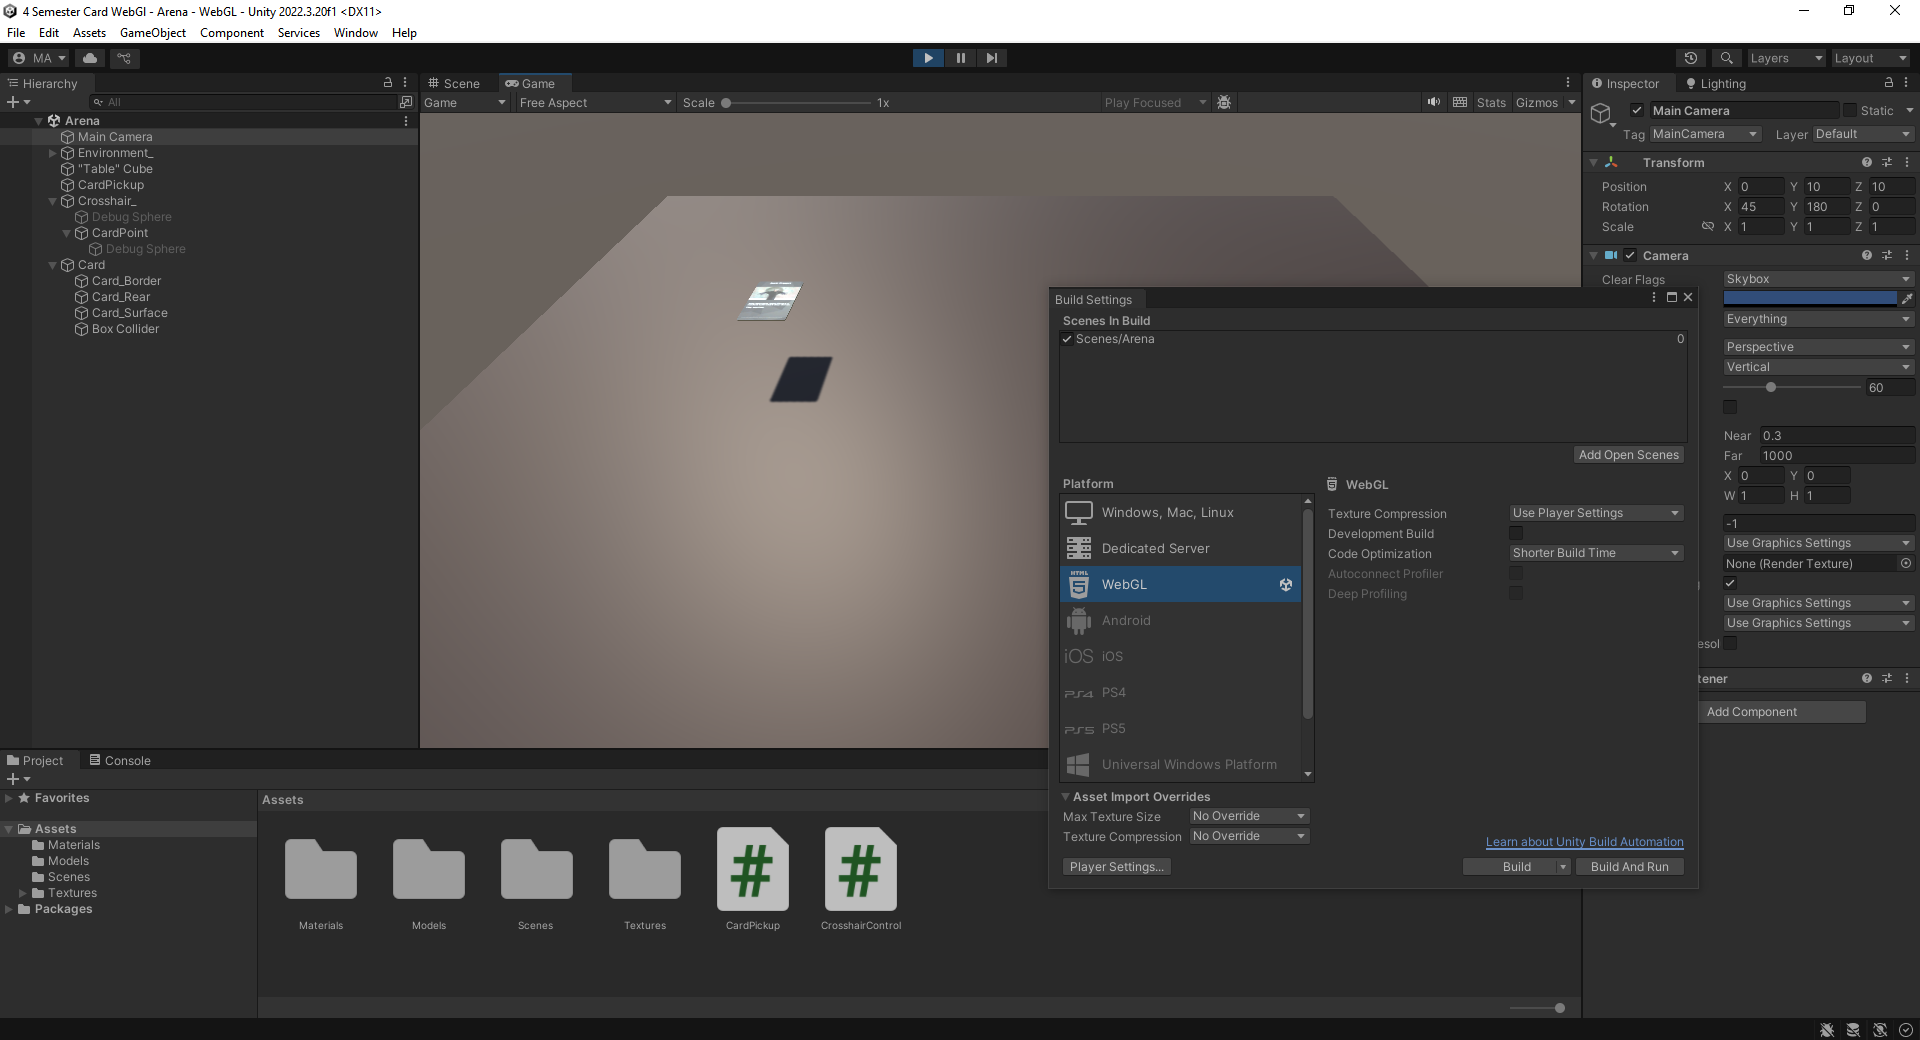 4 Semester Card WebGl - Arena - WebGL - Unity 2022.3.20f1 <DX11>
File Edit Assets GameObject Component Services Window Help
MA
Layers Layout
Hierarchy
All
Arena
Main Camera
Environment_
"Table" Cube
CardPickup
Crosshair_
Debug Sphere
CardPoint
Debug Sphere
Card
Card_Border
Card_Rear
Card_Surface
Box Collider
Scene Game
Game Free Aspect Scale 1x Play Focused Stats Gizmos
Inspector Lighting
Main Camera Static
Tag MainCamera Layer Default
Transform
Position X 0 Y 10 Z 10
Rotation X 45 Y 180 Z 0
Scale X 1 Y 1 Z 1
Camera
Clear Flags Skybox
Everything
Perspective
Vertical
60
Near 0.3
Far 1000
X 0 Y 0
W 1 H 1
-1
Use Graphics Settings
None (Render Texture)
Use Graphics Settings
Use Graphics Settings
esol
tener
Add Component
Build Settings
Scenes In Build
Scenes/Arena 0
Add Open Scenes
Platform
Windows, Mac, Linux
Dedicated Server
HTML 5 WebGL
Android
iOS iOS
PS4 PS4
PS5 PS5
Universal Windows Platform
WebGL
Texture Compression Use Player Settings
Development Build
Code Optimization Shorter Build Time
Autoconnect Profiler
Deep Profiling
Asset Import Overrides
Max Texture Size No Override
Texture Compression No Override
Learn about Unity Build Automation
Player Settings... Build Build And Run
Project Console
Favorites
Assets
Materials
Models
Scenes
Textures
Packages
Assets
Materials Models Scenes Textures CardPickup CrosshairControl